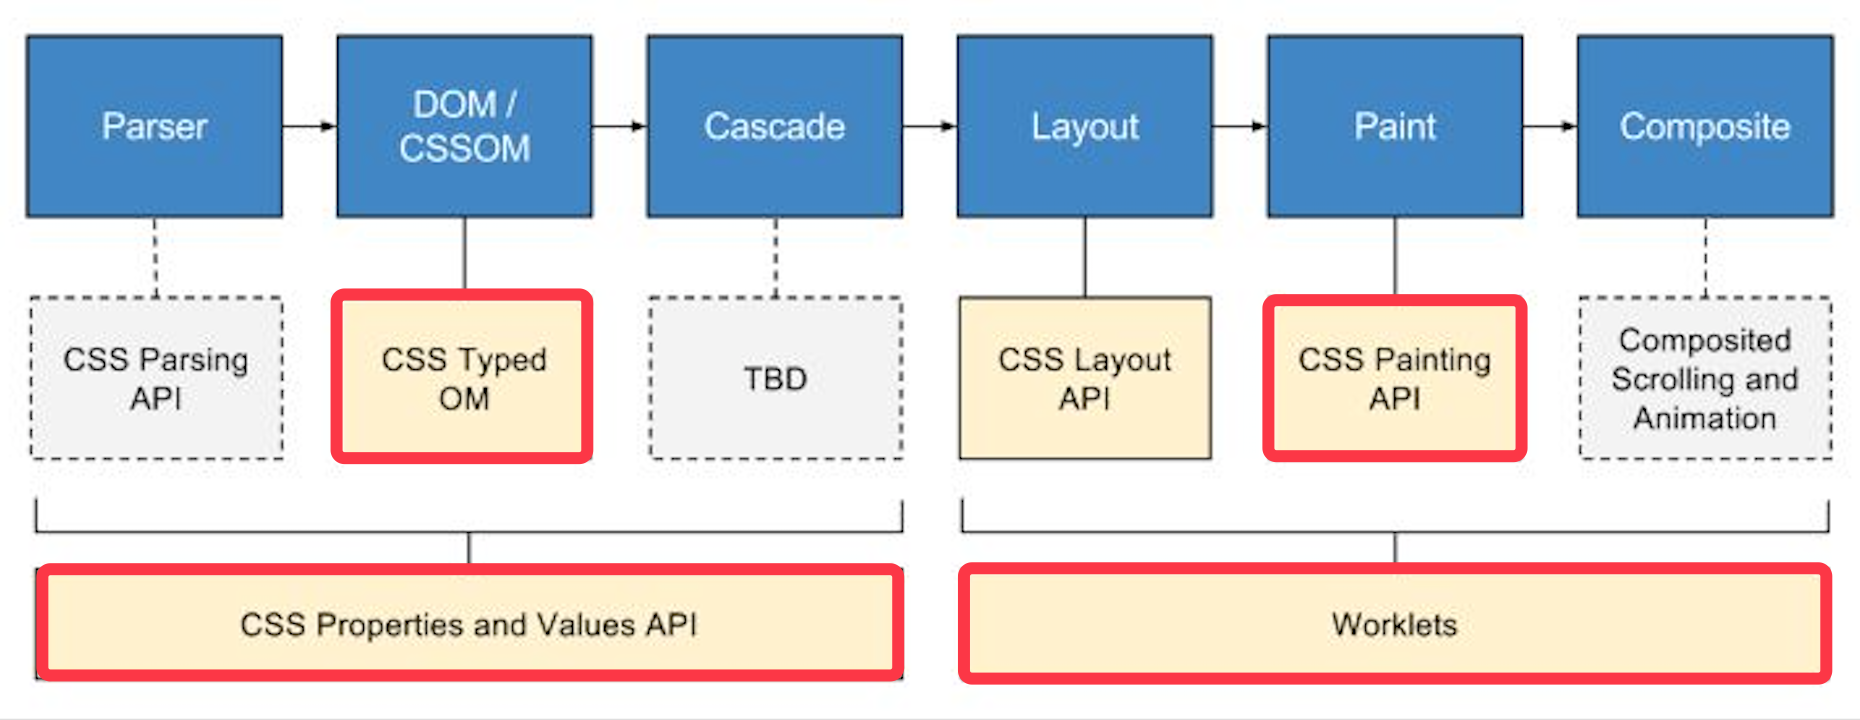 Parser
DOM /
CSSOM
Cascade
Layout
Paint
Composite
CSS Parsing
API
CSS Typed
OM
TBD
CSS Layout
API
CSS Painting
API
Composited
Scrolling and
Animation
CSS Properties and Values API
Worklets